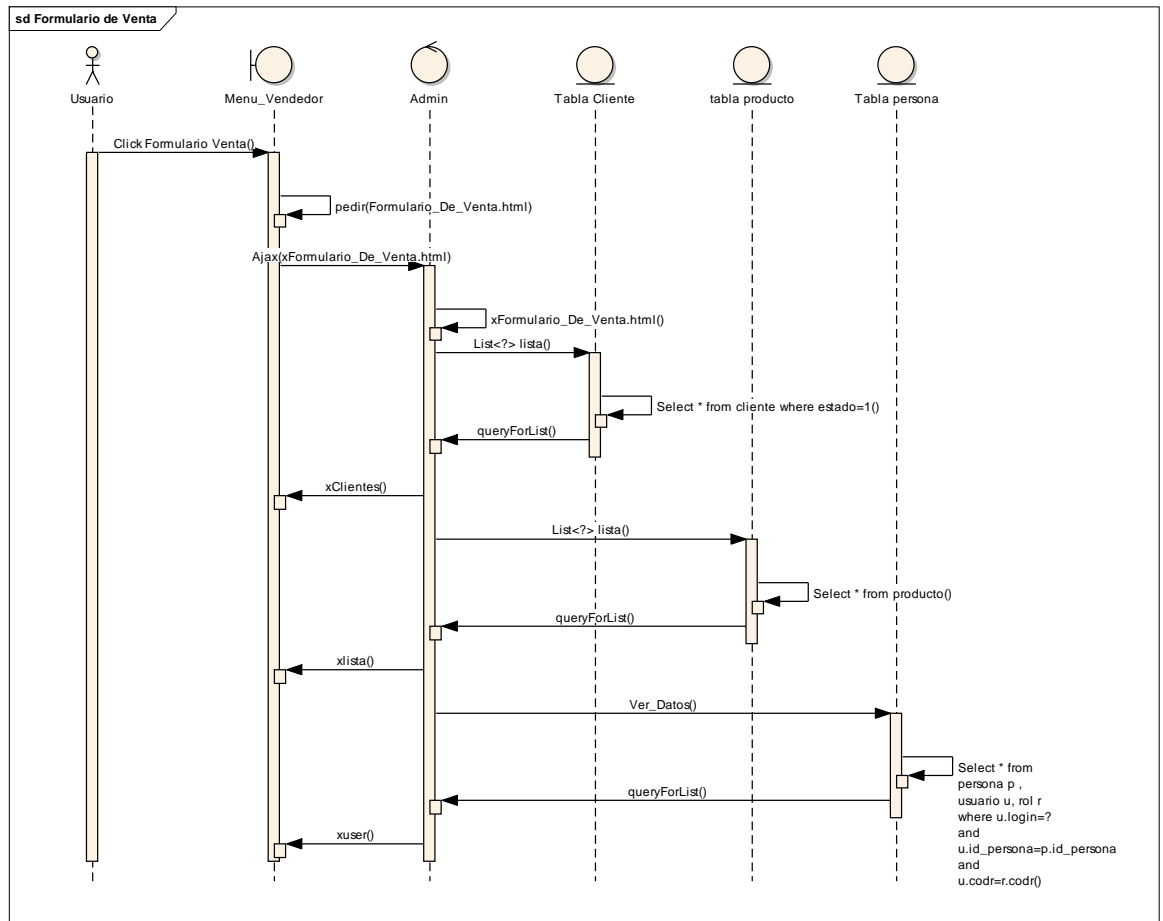 sd Formulario de Venta
Usuario
Menu_Vendedor
Admin
Tabla Cliente
tabla producto
Tabla persona
Click Formulario Venta()
pedir(Formulario_De_Venta.html)
Ajax(xFormulario_De_Venta.html)
xFormulario_De_Venta.html()
List<?> lista()
Select * from cliente where estado=1()
queryForList()
xClientes()
List<?> lista()
Select * from producto()
queryForList()
xlista()
Ver_Datos()
Select * from
persona p ,
usuario u, rol r
where u.login=?
and
u.id_persona=p.id_persona
and
u.codr=r.codr()
queryForList()
xuser()